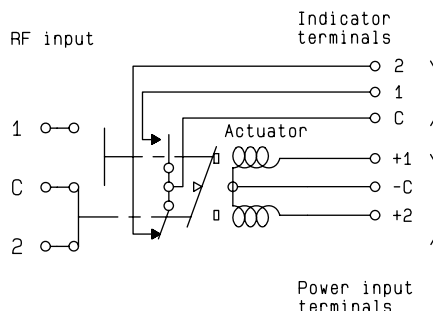 Indicator
terminals
RF input
2
1
C
Actuator
1
+1
C
-C
+2
2
Power input
terminals